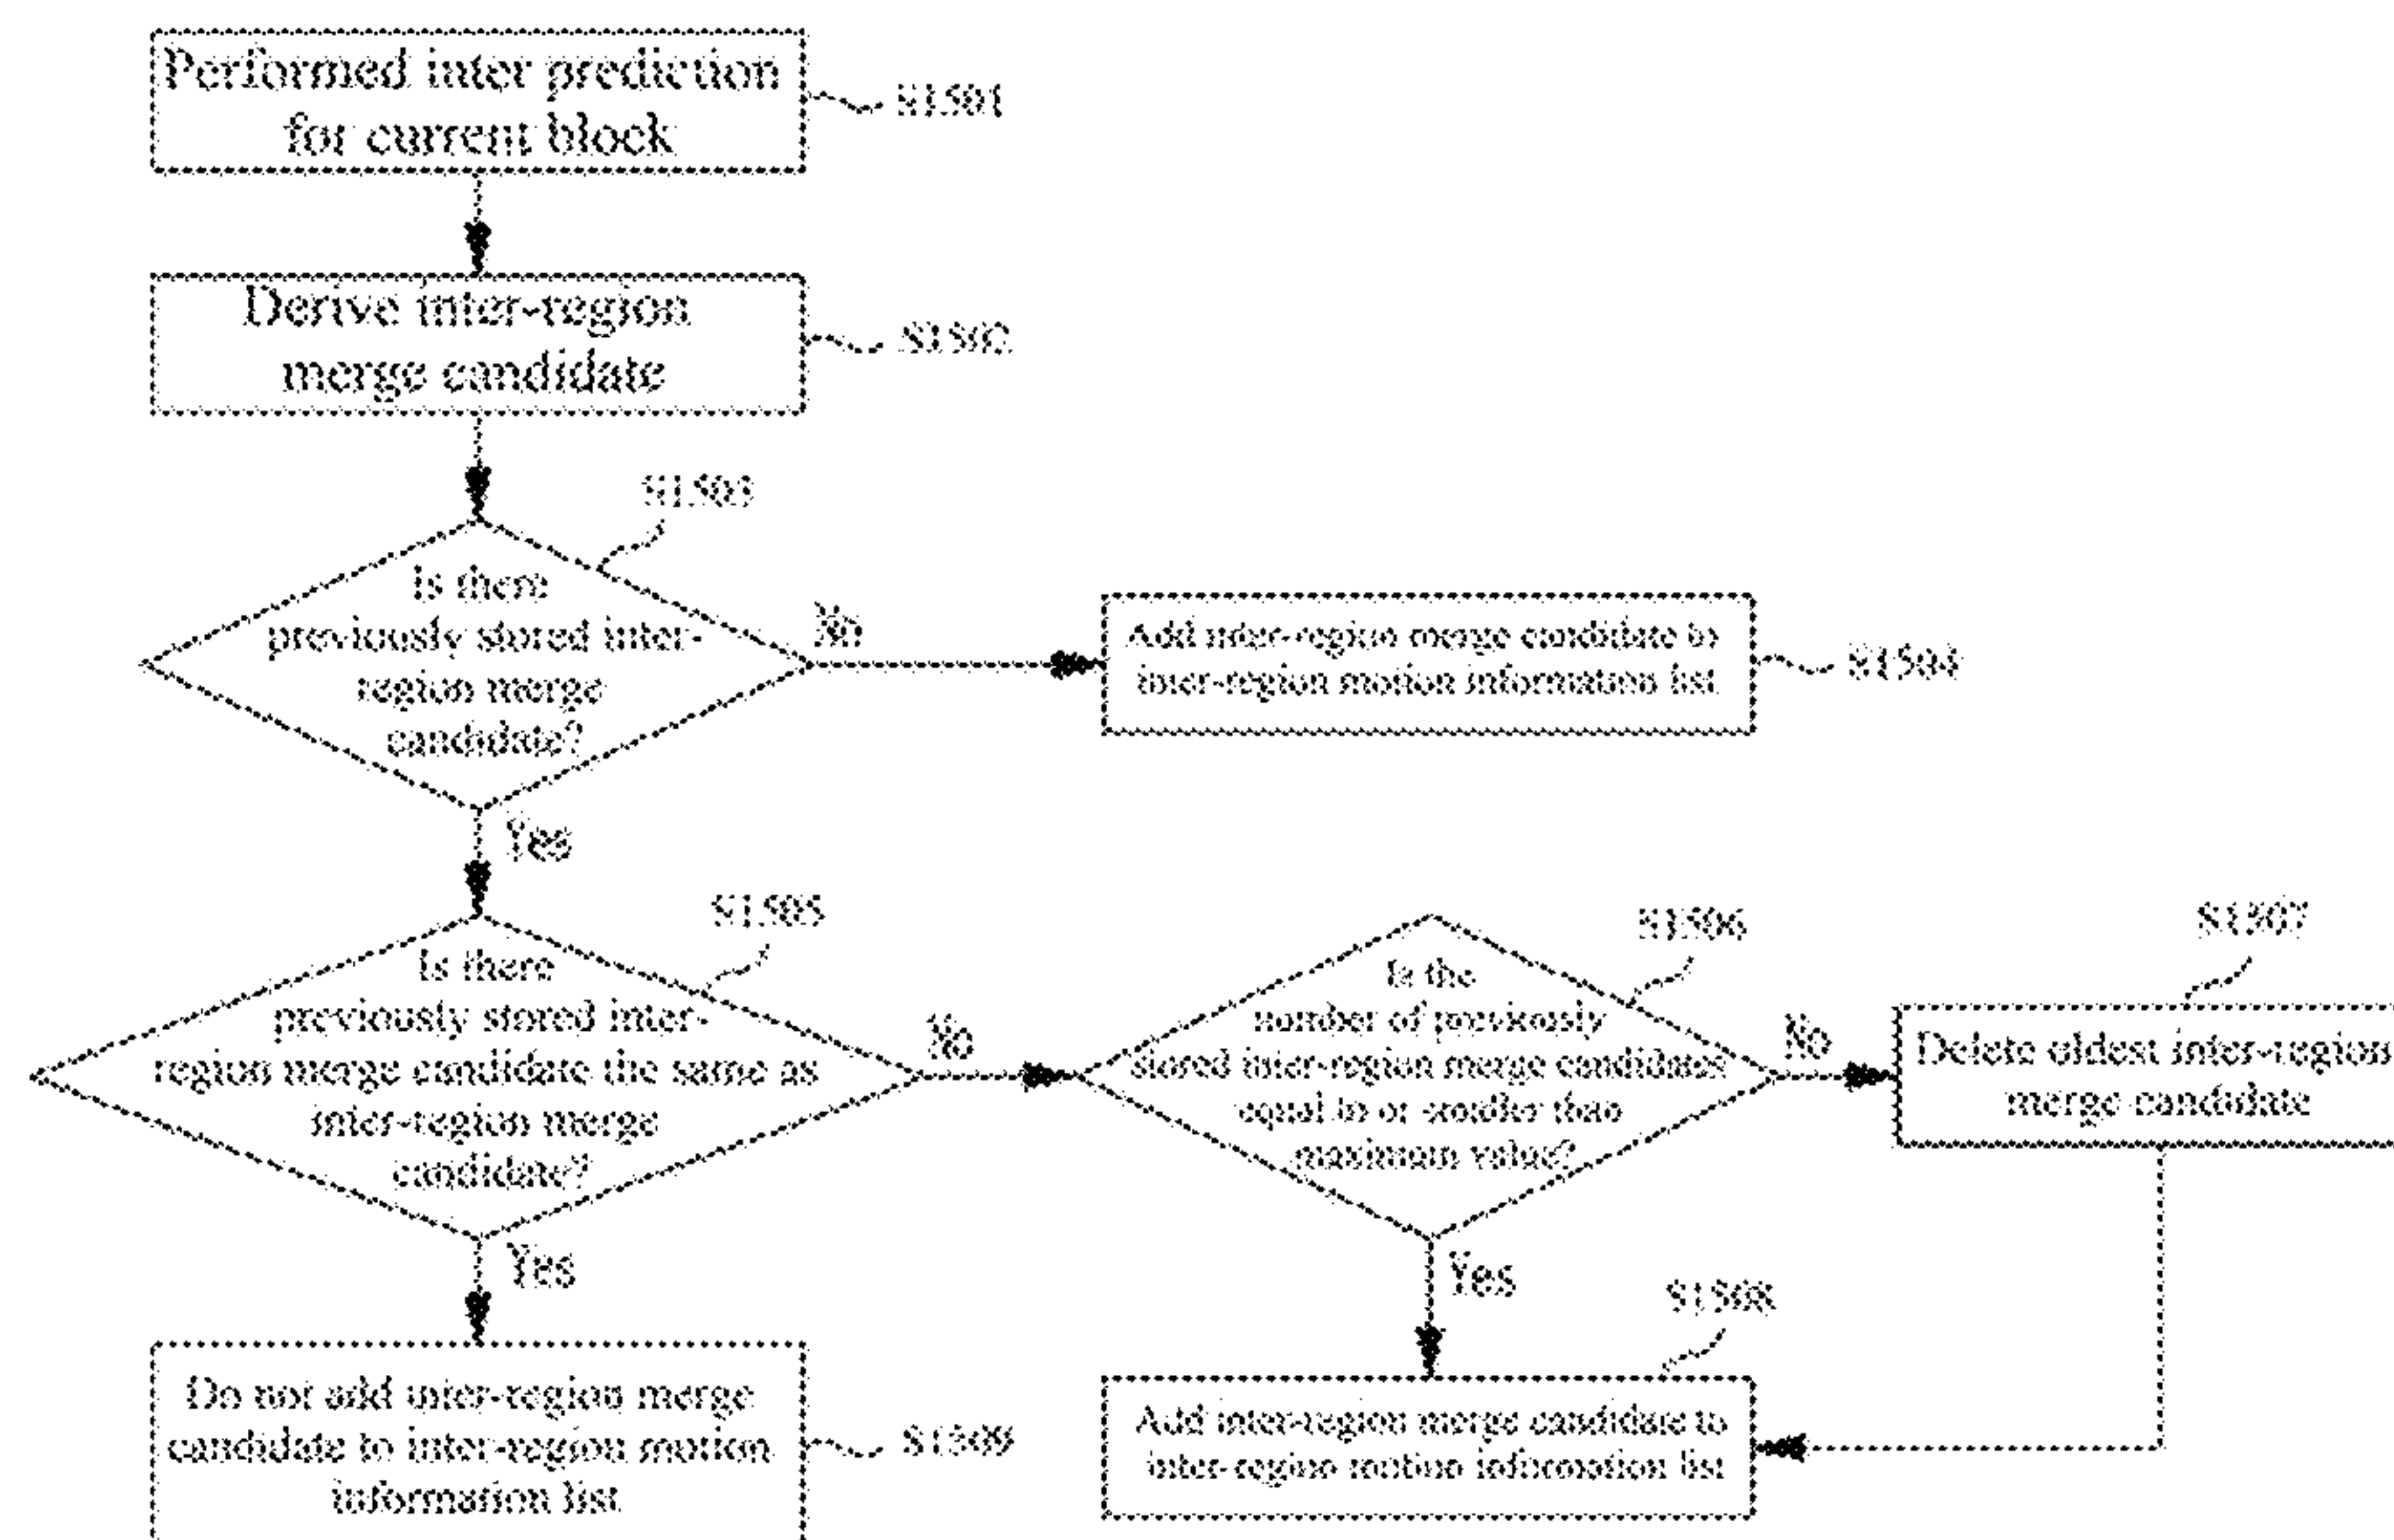 Performed inter prediction
for current block
S1501
Derive inter-region
merge candidate
S1502
S1503
Is there
previously stored inter-
region merge
candidate?
No
Add inter-region merge candidate to
inter-region motion information list
S1504
Yes
S1505
Is there
previously stored inter-
region merge candidate the same as
inter-region merge
candidate?
No
S1506
Is the
number of previously
stored inter-region merge candidates
equal to or smaller than
maximum value?
No
S1507
Delete oldest inter-region
merge candidate
Yes
Yes
S1508
Do not add inter-region merge
candidate to inter-region motion
information list
S1509
Add inter-region merge candidate to
inter-region motion information list